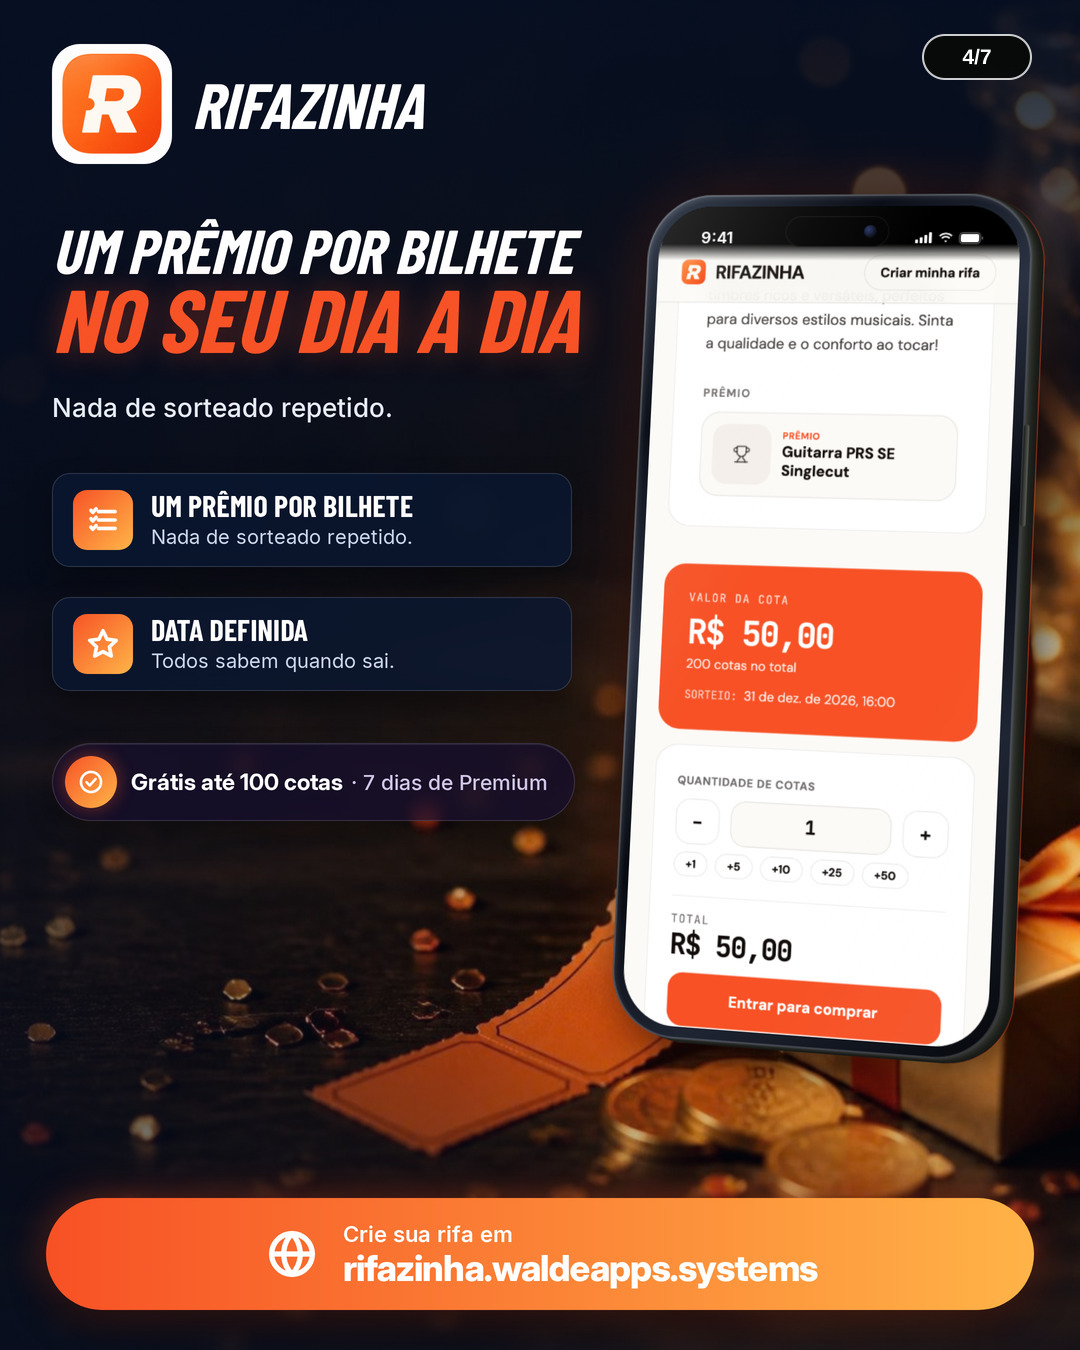 R
RIFAZINHA
4/7
UM PRÊMIO POR BILHETE
NO SEU DIA A DIA
Nada de sorteado repetido.
UM PRÊMIO POR BILHETE
Nada de sorteado repetido.
DATA DEFINIDA
Todos sabem quando sai.
Grátis até 100 cotas · 7 dias de Premium
9:41
R RIFAZINHA
Criar minha rifa
para diversos estilos musicais. Sinta
a qualidade e o conforto ao tocar!
PRÊMIO
PRÊMIO
Guitarra PRS SE
Singlecut
VALOR DA COTA
R$ 50,00
200 cotas no total
SORTEIO: 31 de dez. de 2026, 16:00
QUANTIDADE DE COTAS
− 1 +
+1 +5 +10 +25 +50
TOTAL
R$ 50,00
Entrar para comprar
Crie sua rifa em
rifazinha.waldeapps.systems